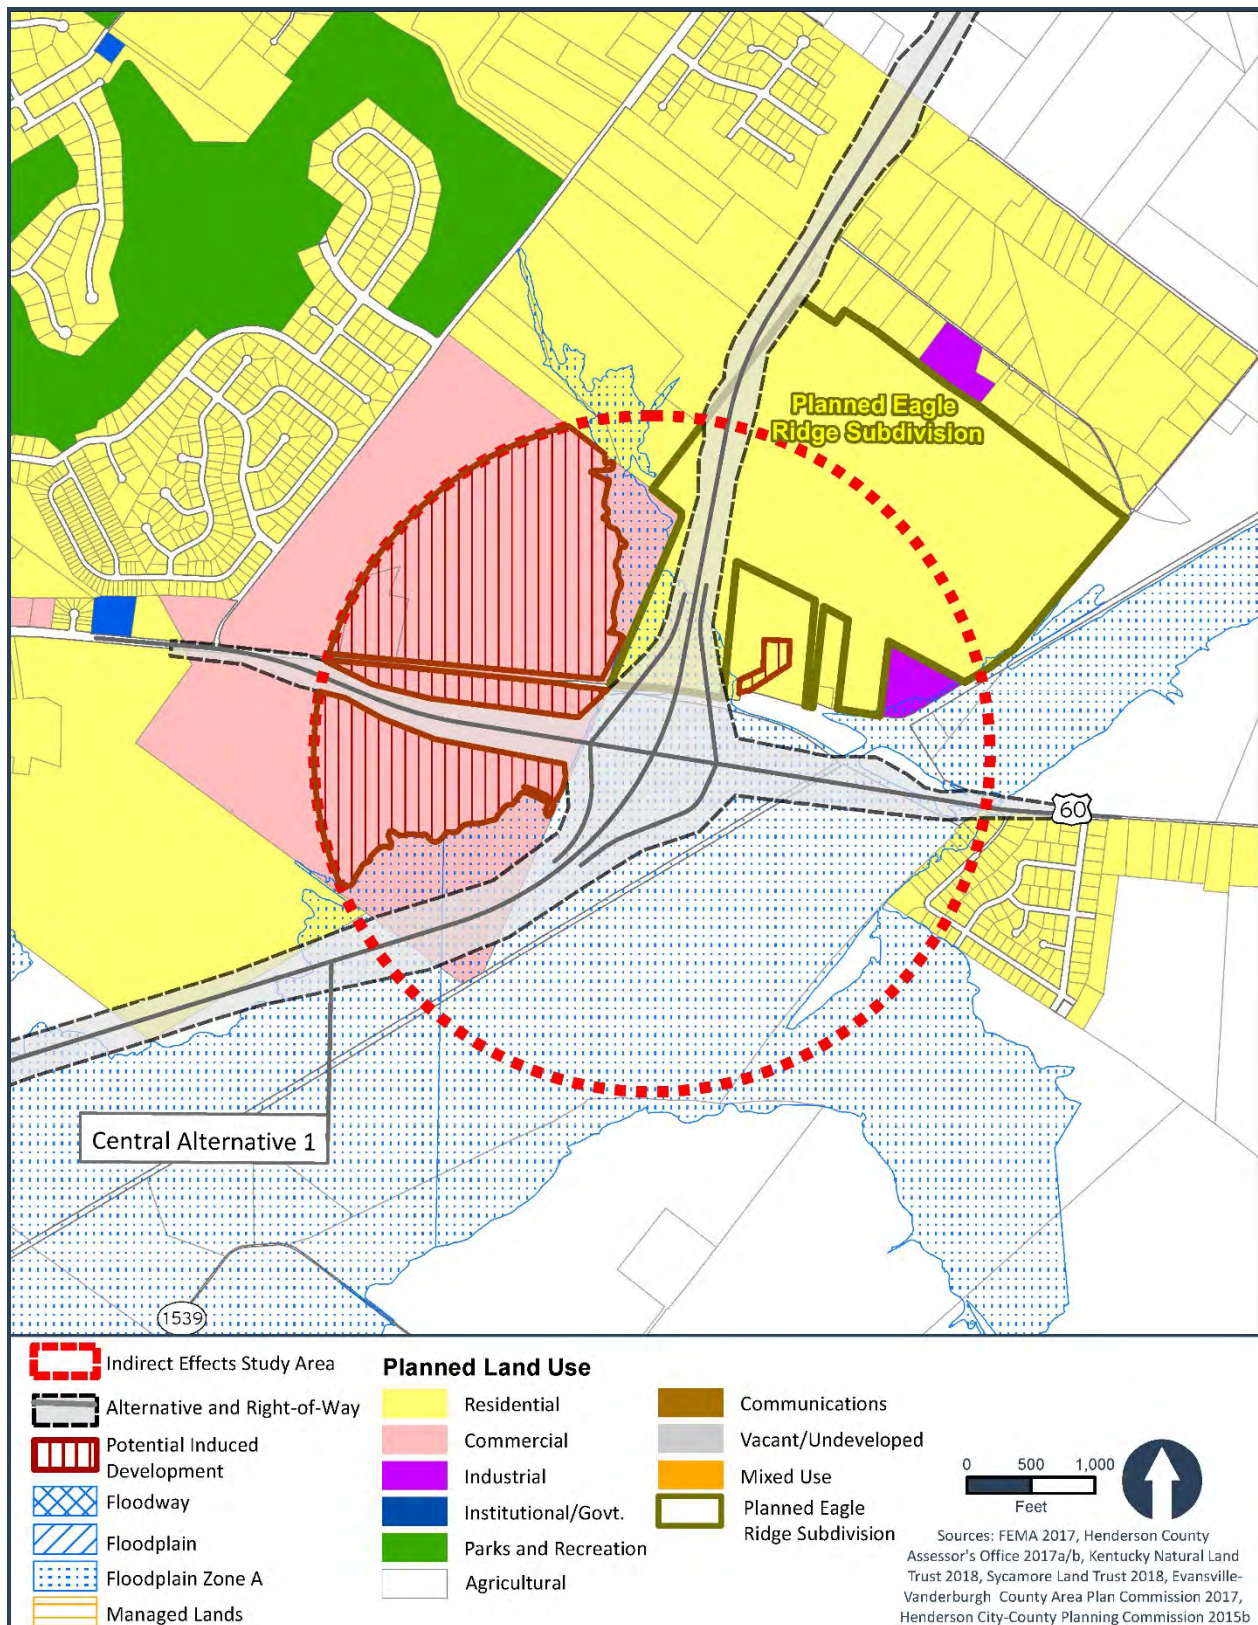 Planned Eagle
Ridge Subdivision
60
Central Alternative 1
1539
Indirect Effects Study Area
Alternative and Right-of-Way
Potential Induced
Development
Floodway
Floodplain
Floodplain Zone A
Managed Lands
Planned Land Use
Residential
Commercial
Industrial
Institutional/Govt.
Parks and Recreation
Agricultural
Communications
Vacant/Undeveloped
Mixed Use
Planned Eagle
Ridge Subdivision
0 500 1,000
Feet
Sources: FEMA 2017, Henderson County
Assessor's Office 2017a/b, Kentucky Natural Land
Trust 2018, Sycamore Land Trust 2018, Evansville-
Vanderburgh County Area Plan Commission 2017,
Henderson City-County Planning Commission 2015b